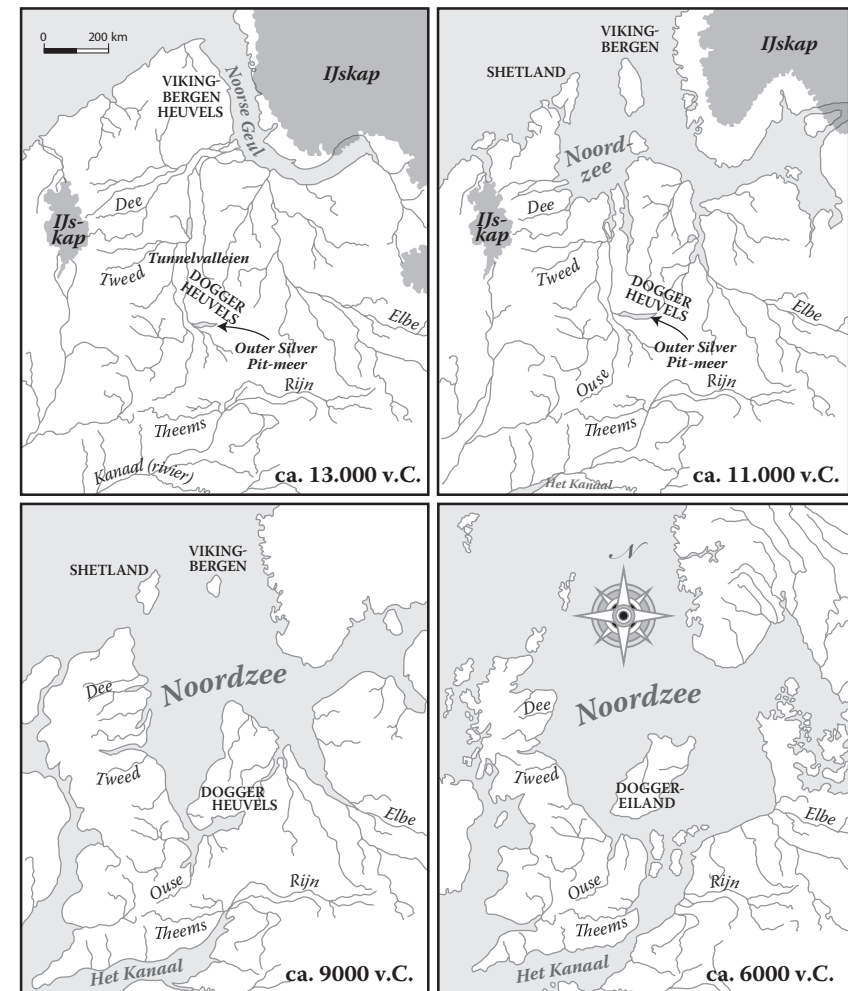 0 200 km
VIKING-
BERGEN
HEUVELS
Noorse Geul
IJskap
IJs-
kap
Dee
Tunnelvalleien
Tweed
DOGGER
HEUVELS
Elbe
Outer Silver
Pit-meer
Rijn
Theems
Kanaal (rivier)
ca. 13.000 v.C.
VIKING-
BERGEN
SHETLAND
IJskap
Noord-
zee
IJs-
kap
Dee
Tweed
DOGGER
HEUVELS
Elbe
Outer Silver
Pit-meer
Ouse
Rijn
Theems
Het Kanaal
ca. 11.000 v.C.
VIKING-
BERGEN
SHETLAND
Noordzee
Dee
Tweed
DOGGER
HEUVELS
Elbe
Ouse
Rijn
Theems
Het Kanaal
ca. 9000 v.C.
N
Noordzee
Dee
Tweed
DOGGER-
EILAND
Elbe
Ouse
Rijn
Theems
Het Kanaal
ca. 6000 v.C.